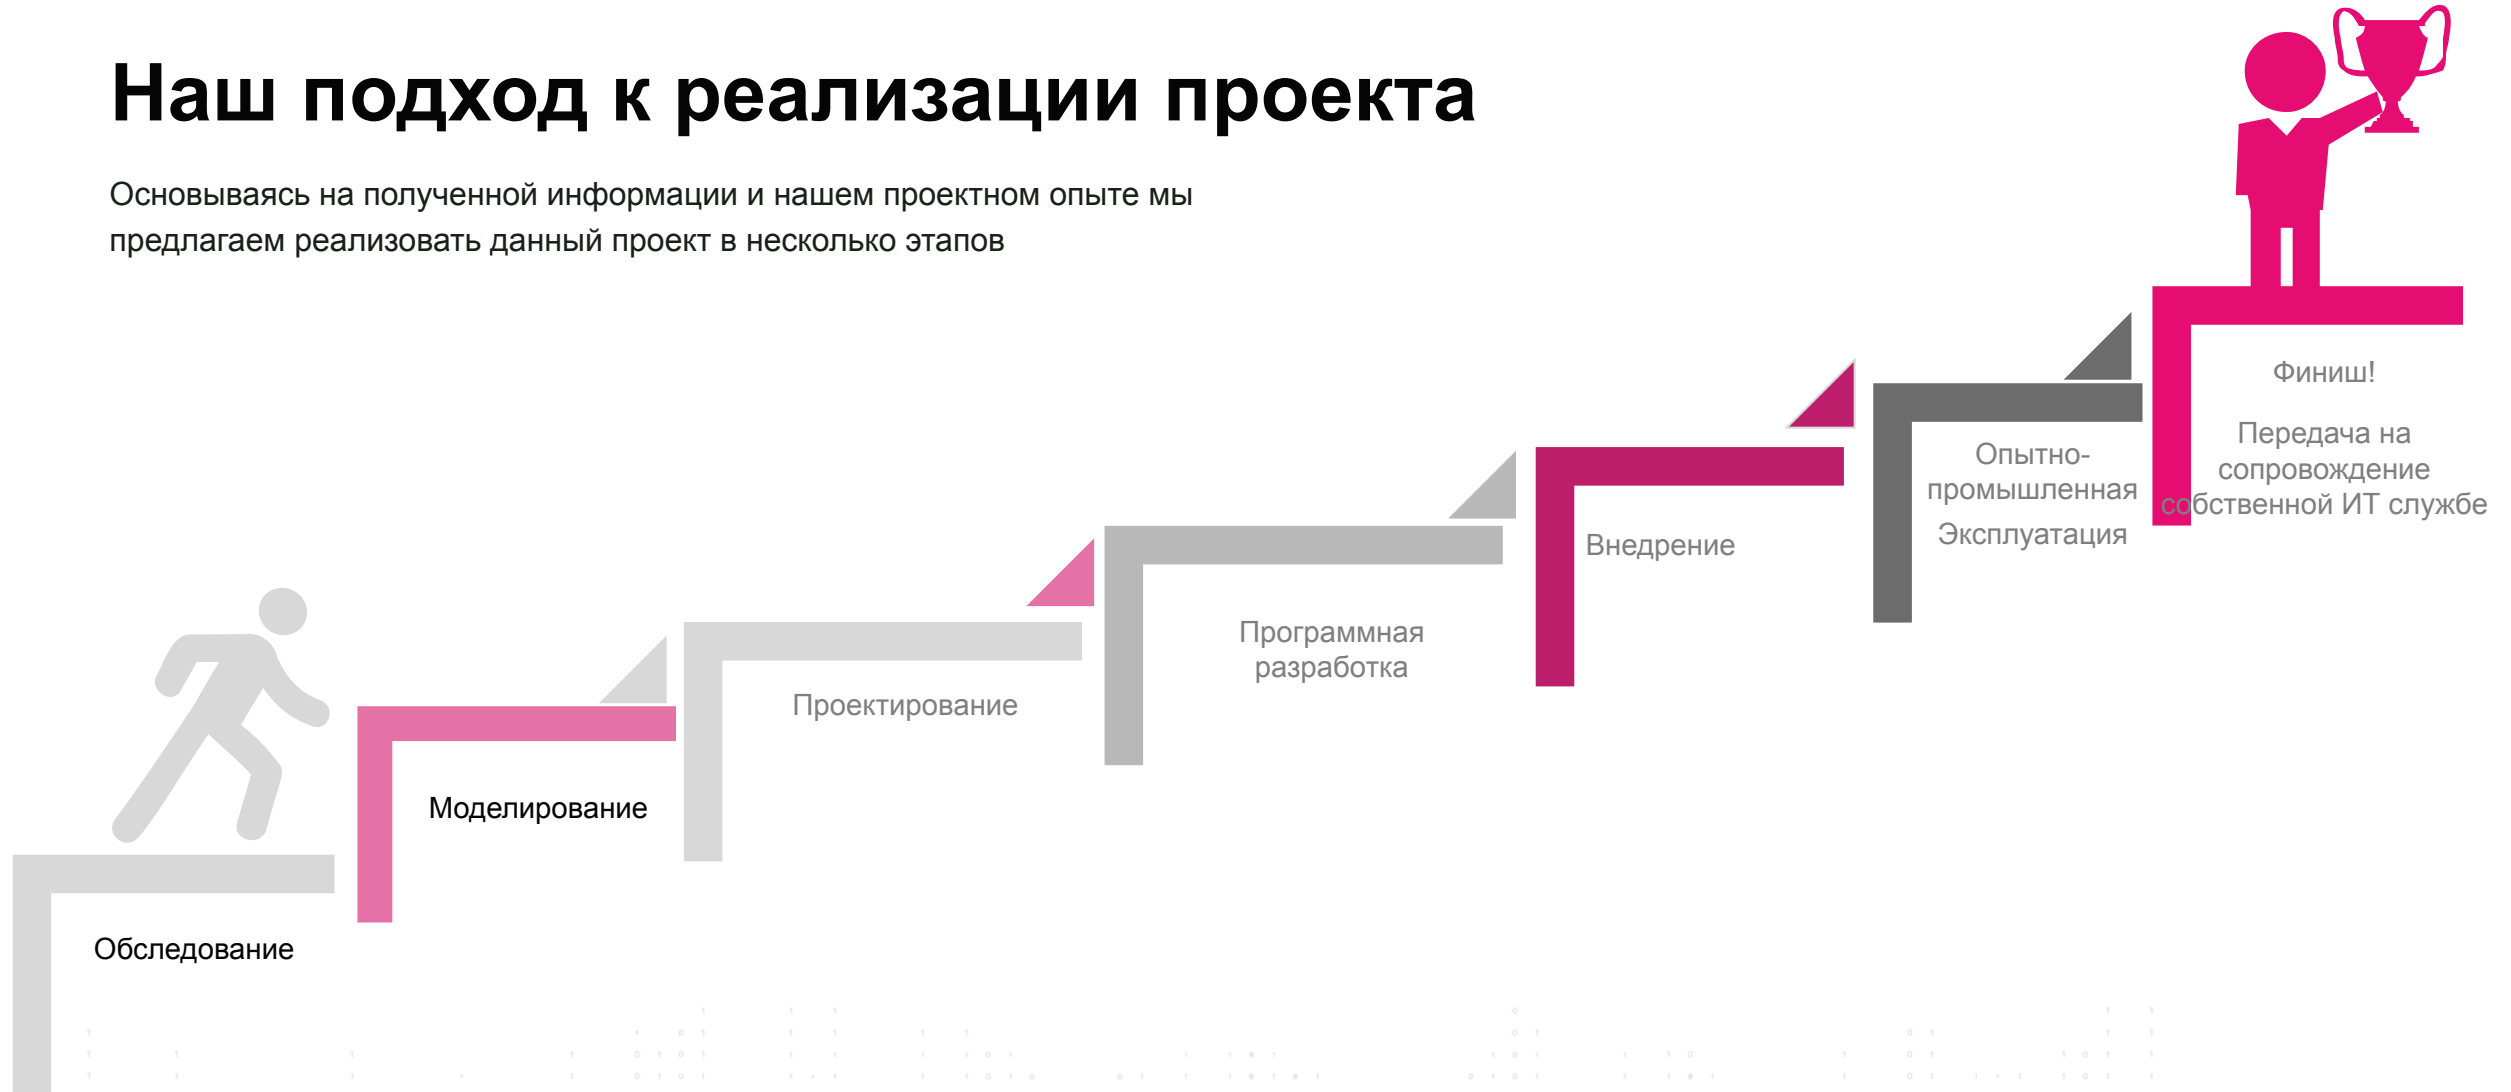 Наш подход к реализации проекта
Основываясь на полученной информации и нашем проектном опыте мы
предлагаем реализовать данный проект в несколько этапов
Обследование
Моделирование
Проектирование
Программная
разработка
Внедрение
Опытно-
промышленная
Эксплуатация
Финиш!
Передача на
сопровождение
собственной ИТ службе